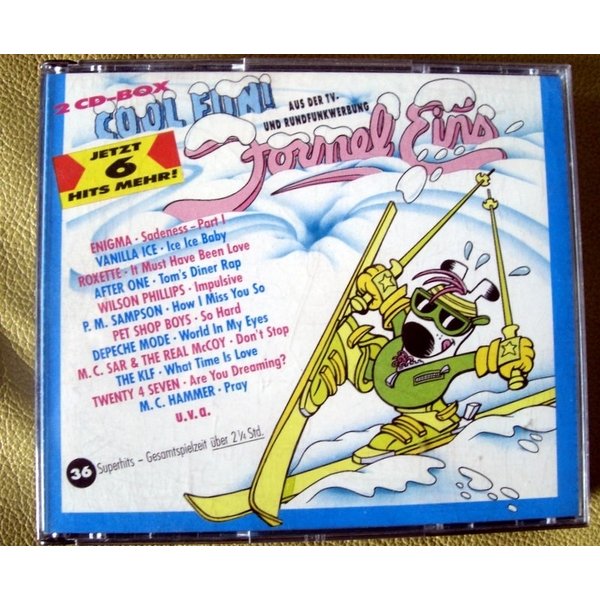 2 CD-BOX
COOL FUN!
AUS DER TV-
UND RUNDFUNKWERBUNG
Formel Eins
JETZT
6
HITS MEHR!
ENIGMA · Sadeness – Part I
VANILLA ICE · Ice Ice Baby
ROXETTE · It Must Have Been Love
AFTER ONE · Tom's Diner Rap
WILSON PHILLIPS · Impulsive
P. M. SAMPSON · How I Miss You So
PET SHOP BOYS · So Hard
DEPECHE MODE · World In My Eyes
M. C. SAR & THE REAL McCOY · Don't Stop
THE KLF · What Time Is Love
TWENTY 4 SEVEN · Are You Dreaming?
M. C. HAMMER · Pray
u.v.a.
36 Superhits – Gesamtspielzeit über 2 ¼ Std.